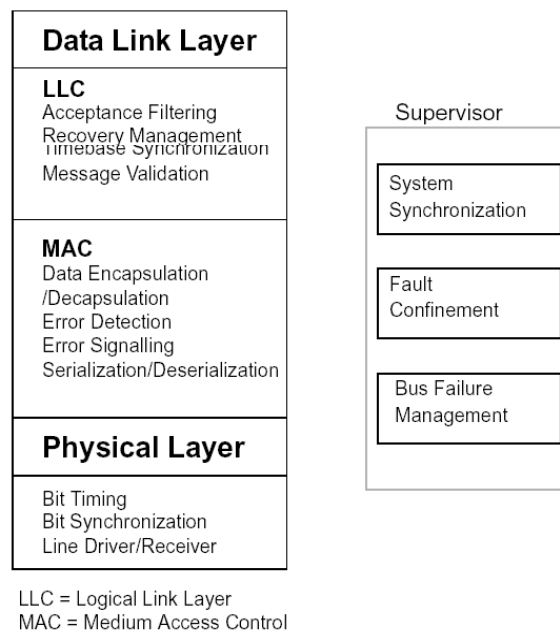 Data Link Layer
LLC
Acceptance Filtering
Recovery Management
Timebase Synchronization
Message Validation
MAC
Data Encapsulation
/Decapsulation
Error Detection
Error Signalling
Serialization/Deserialization
Physical Layer
Bit Timing
Bit Synchronization
Line Driver/Receiver
LLC = Logical Link Layer
MAC = Medium Access Control
Supervisor
System
Synchronization
Fault
Confinement
Bus Failure
Management